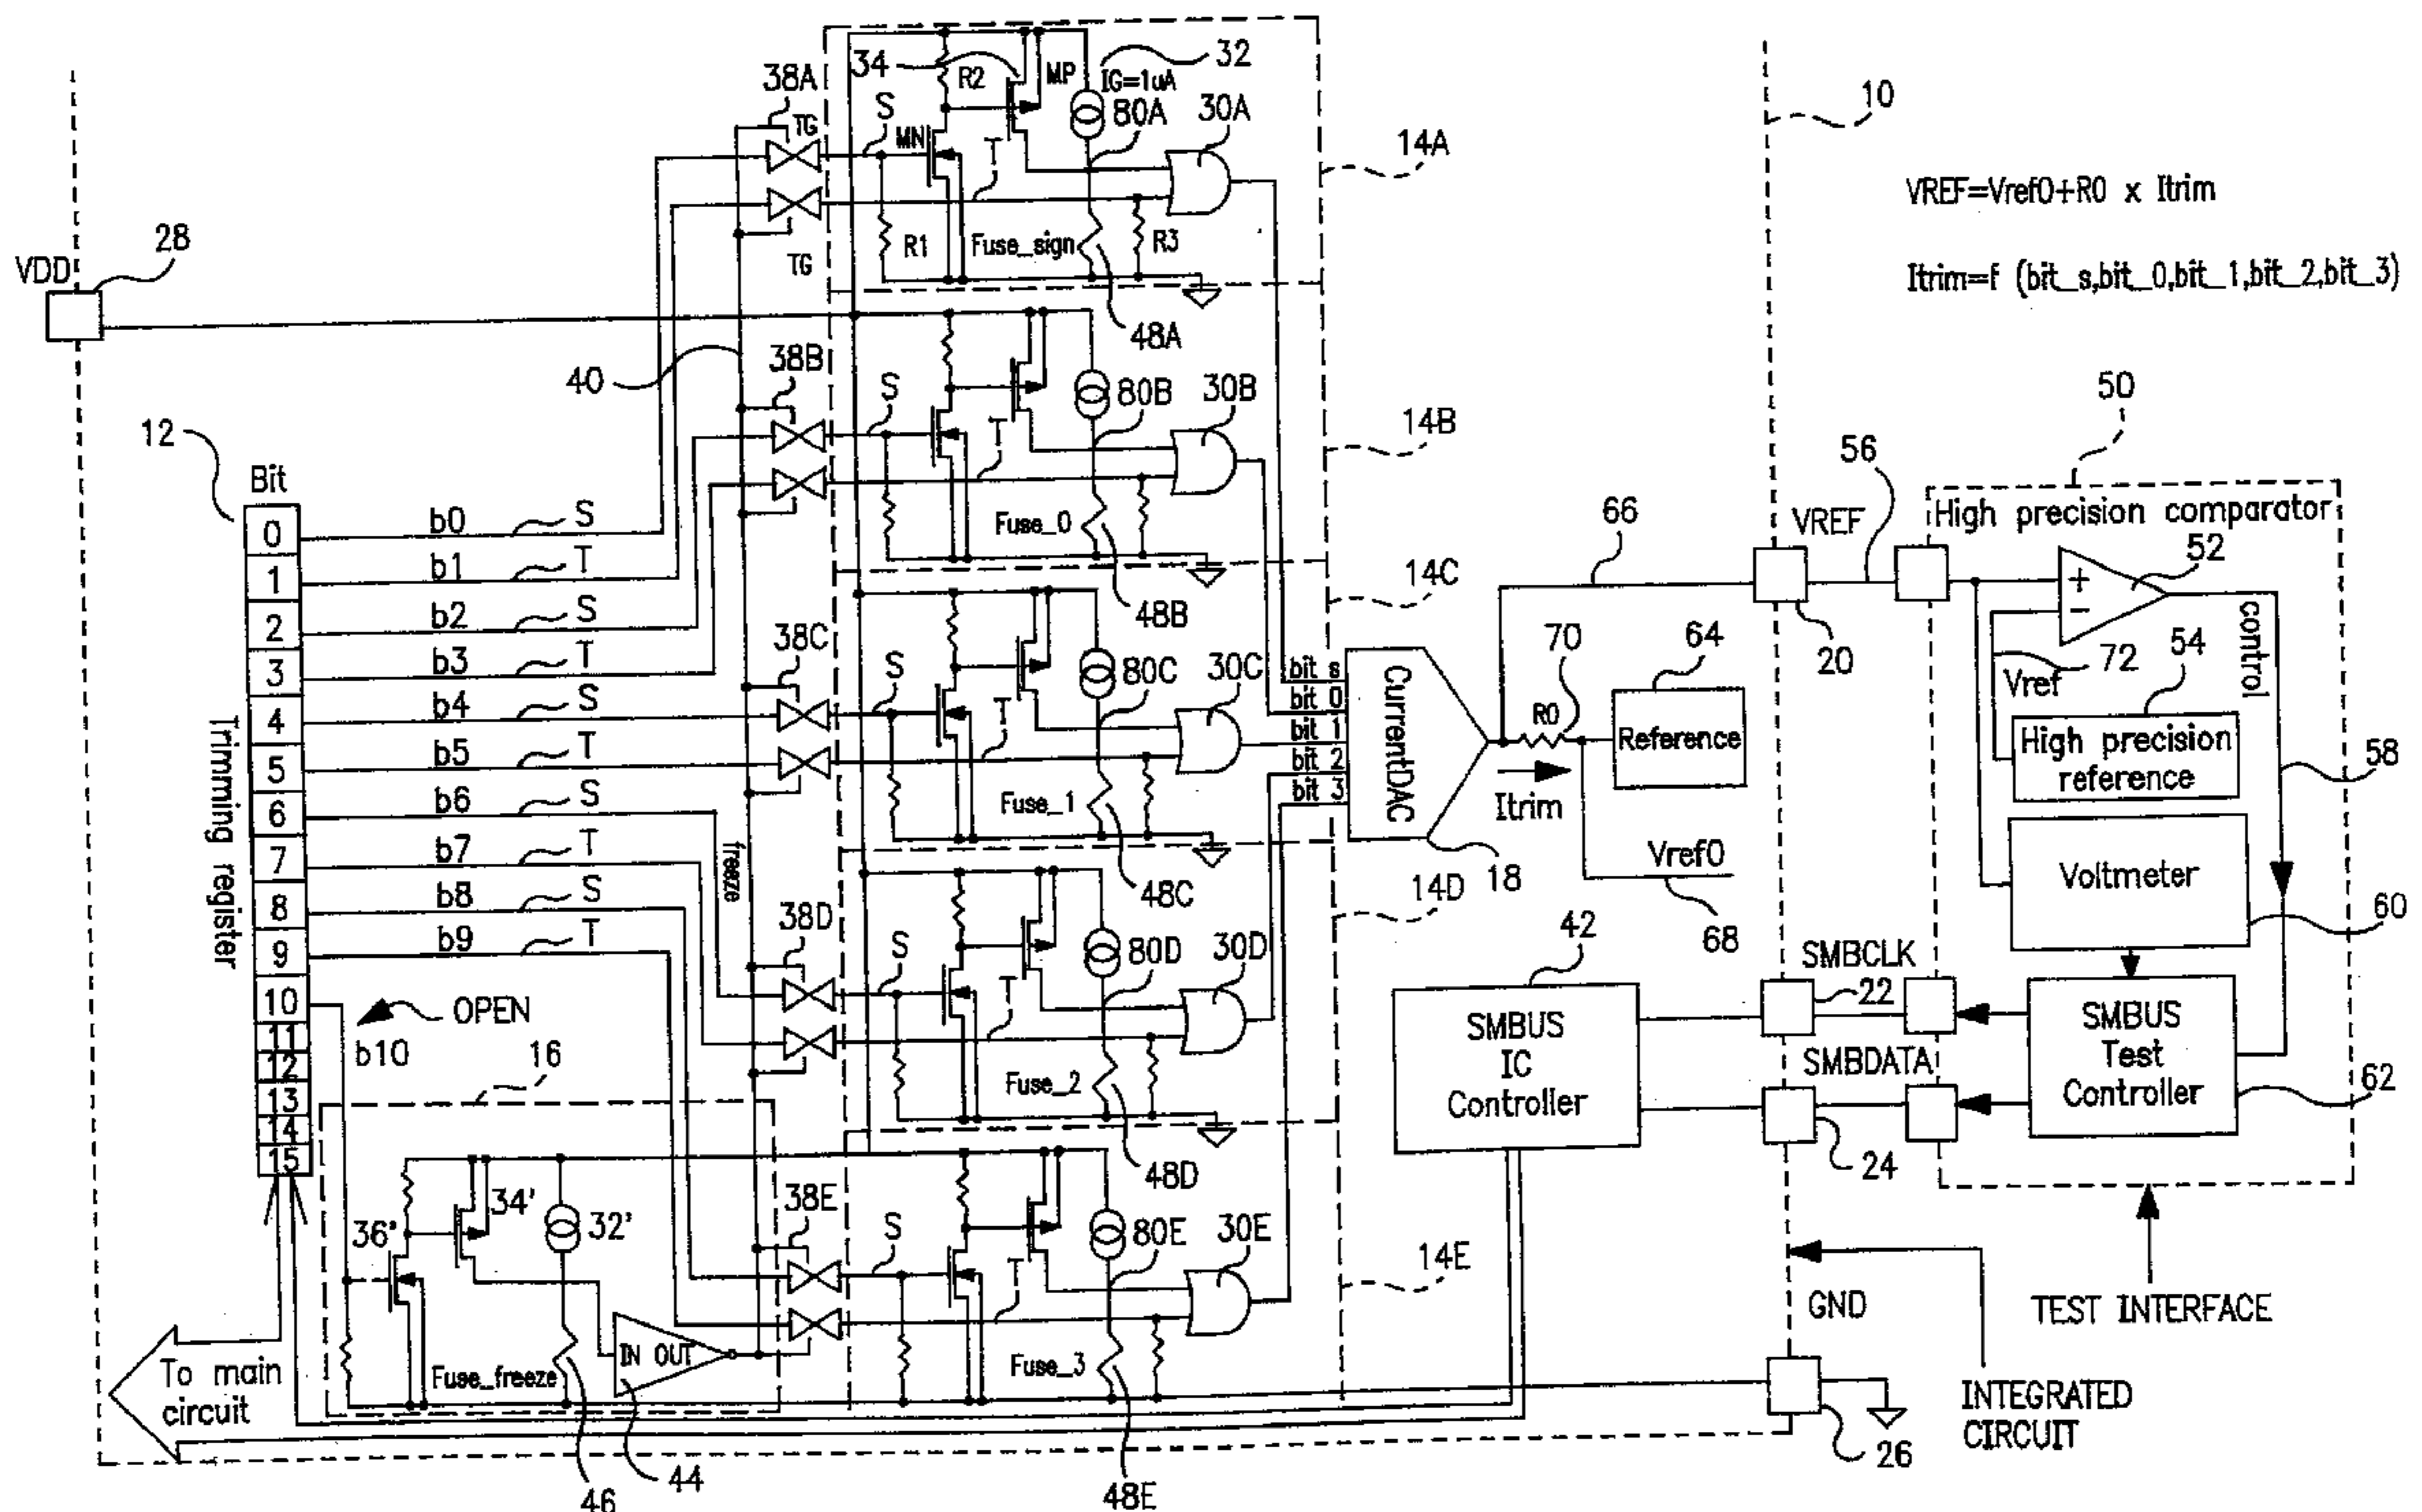 34
R2
MP
IG=1uA
32
38A
TG
S
MN
80A
30A
T
R1
TG
Fuse_sign
R3
14A
10
VREF=Vref0+R0 x Itrim
Itrim=f (bit_s,bit_0,bit_1,bit_2,bit_3)
VDD
28
48A
40
38B
S
80B
30B
T
Fuse_0
14B
48B
12
Bit
0
1
2
3
4
5
6
7
8
9
10
11
12
13
14
15
Trimming register
b0 S
b1 T
b2 S
b3 T
b4 S
b5 T
b6 S
b7 T
b8 S
b9 T
OPEN
b10
38C
S
80C
30C
T
Fuse_1
14C
48C
freeze
38D
S
80D
30D
T
Fuse_2
14D
48D
bit s
bit 0
bit 1
bit 2
bit 3
CurrentDAC
18
66
70
R0
Itrim
64
Reference
Vref0
68
VREF
20
56
50
High precision comparator
+
-
52
72
Vref
54
High precision
reference
control
58
Voltmeter
60
42
SMBUS
IC
Controller
SMBCLK
22
SMBDATA
24
SMBUS
Test
Controller
62
16
36'
34'
32'
Fuse_freeze
IN OUT
46
44
38E
S
80E
30E
T
Fuse_3
14E
48E
To main
circuit
GND
26
TEST INTERFACE
INTEGRATED
CIRCUIT